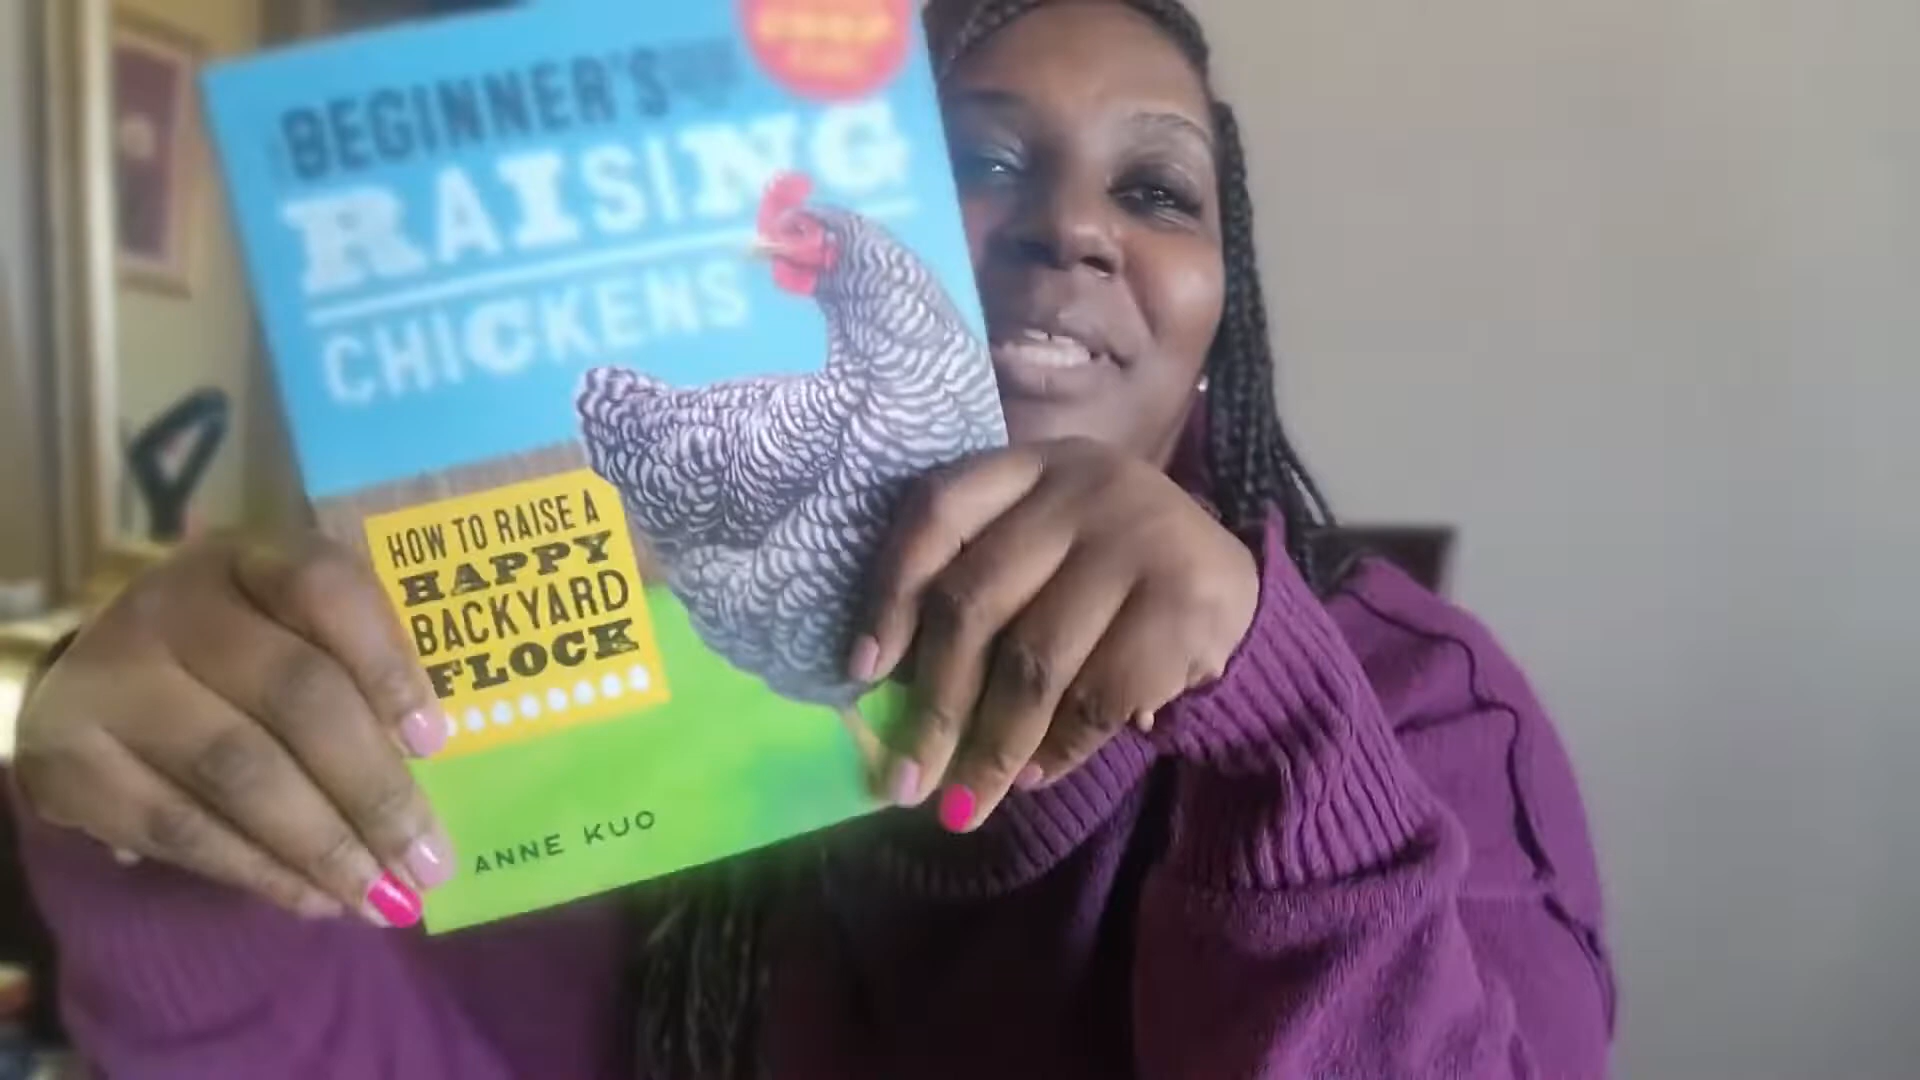 BEGINNER'S
RAISING
CHICKENS
HOW TO RAISE A
HAPPY
BACKYARD
FLOCK
ANNE KUO